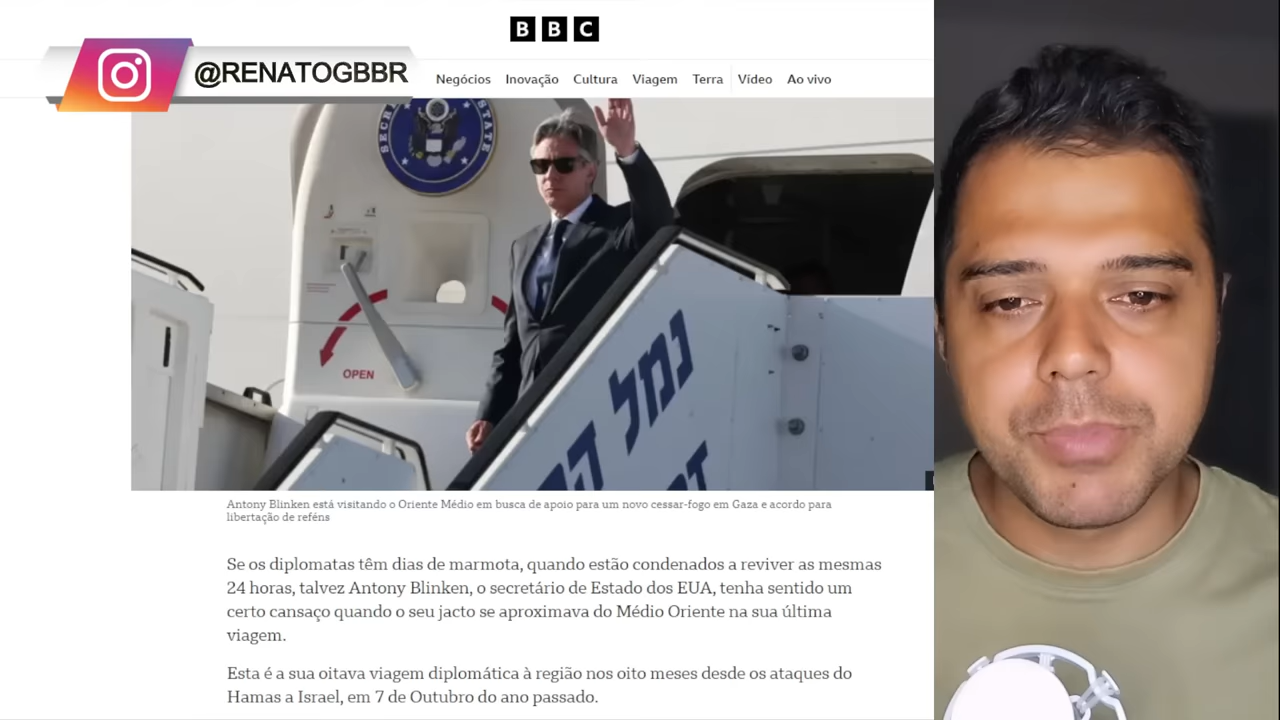 BBC
@RENATOGBBR
Negócios Inovação Cultura Viagem Terra Vídeo Ao vivo
STATE
OPEN
נמל
Antony Blinken está visitando o Oriente Médio em busca de apoio para um novo cessar-fogo em Gaza e acordo para
libertação de reféns
Se os diplomatas têm dias de marmota, quando estão condenados a reviver as mesmas
24 horas, talvez Antony Blinken, o secretário de Estado dos EUA, tenha sentido um
certo cansaço quando o seu jacto se aproximava do Médio Oriente na sua última
viagem.
Esta é a sua oitava viagem diplomática à região nos oito meses desde os ataques do
Hamas a Israel, em 7 de Outubro do ano passado.